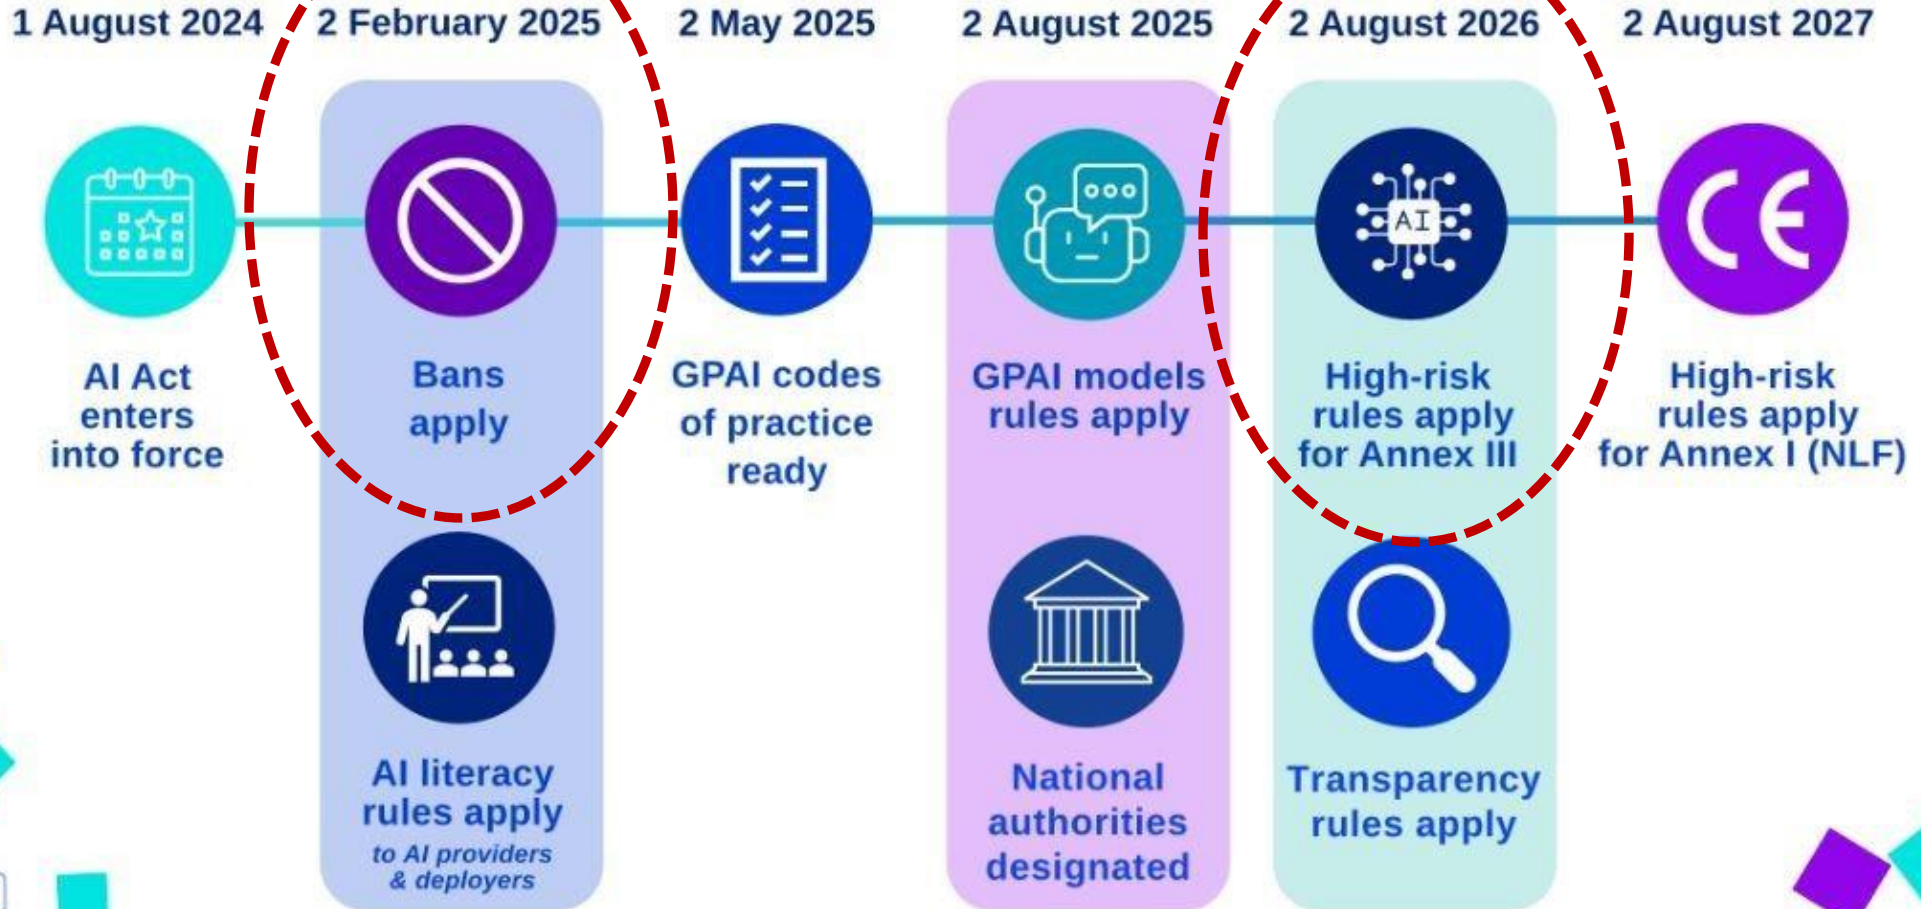 1 August 2024
2 February 2025
2 May 2025
2 August 2025
2 August 2026
2 August 2027
AI
CE
AI Act
enters
into force
Bans
apply
GPAI codes
of practice
ready
GPAI models
rules apply
High-risk
rules apply
for Annex III
High-risk
rules apply
for Annex I (NLF)
AI literacy
rules apply
to AI providers
& deployers
National
authorities
designated
Transparency
rules apply